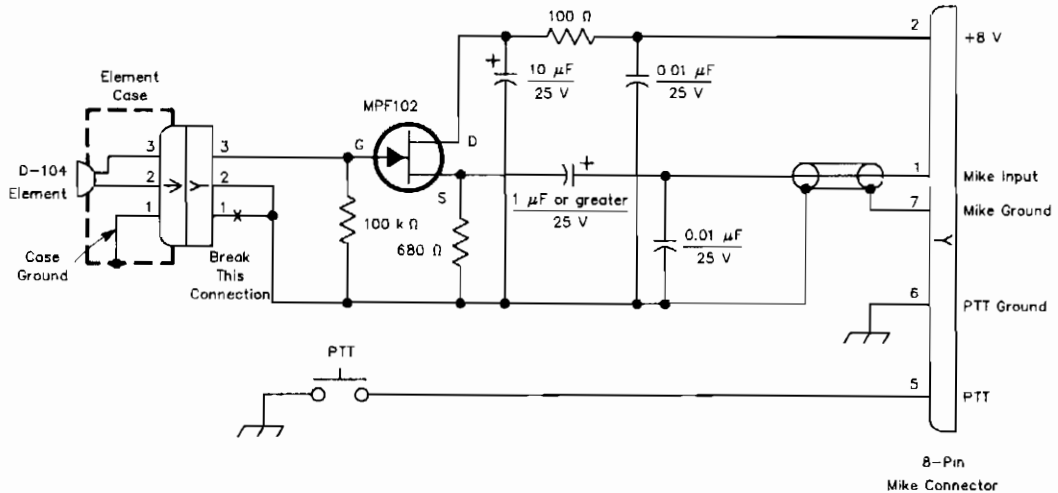 100 Ω
2
+8 V
+
10 μF
25 V
0.01 μF
25 V
Element
Case
MPF102
3
3
G
D
D-104
Element
2
2
S
+
1 μF or greater
25 V
1
Mike Input
7
Mike Ground
1
1
x
100 k Ω
680 Ω
0.01 μF
25 V
Case
Ground
Break
This
Connection
6
PTT Ground
PTT
5
PTT
8-Pin
Mike Connector